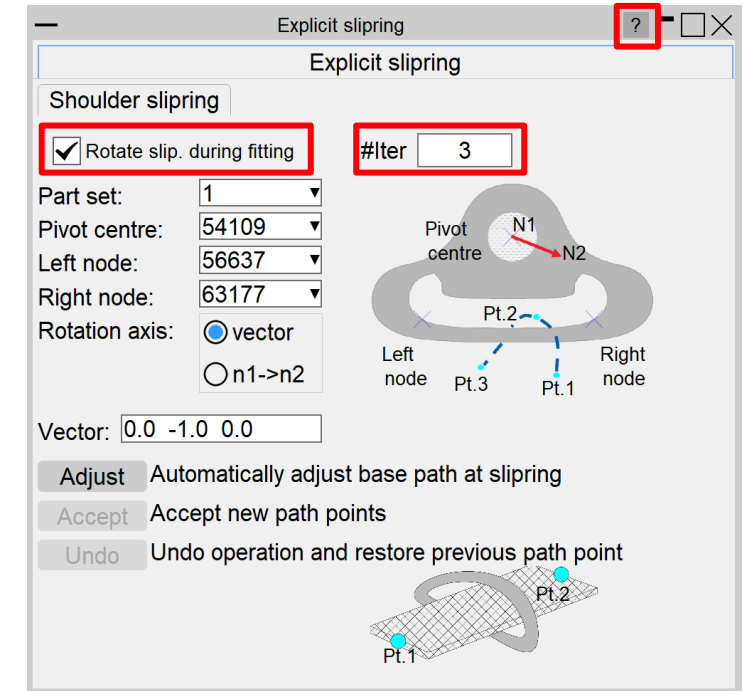 Explicit slipring ?
Explicit slipring
Shoulder slipring
Rotate slip. during fitting
#Iter 3
Part set: 1
Pivot centre: 54109
Left node: 56637
Right node: 63177
Rotation axis: vector
n1->n2
Pivot
centre
N1
N2
Pt.2
Left
node
Pt.3
Pt.1
Right
node
Vector: 0.0 -1.0 0.0
Adjust Automatically adjust base path at slipring
Accept Accept new path points
Undo Undo operation and restore previous path point
Pt.2
Pt.1